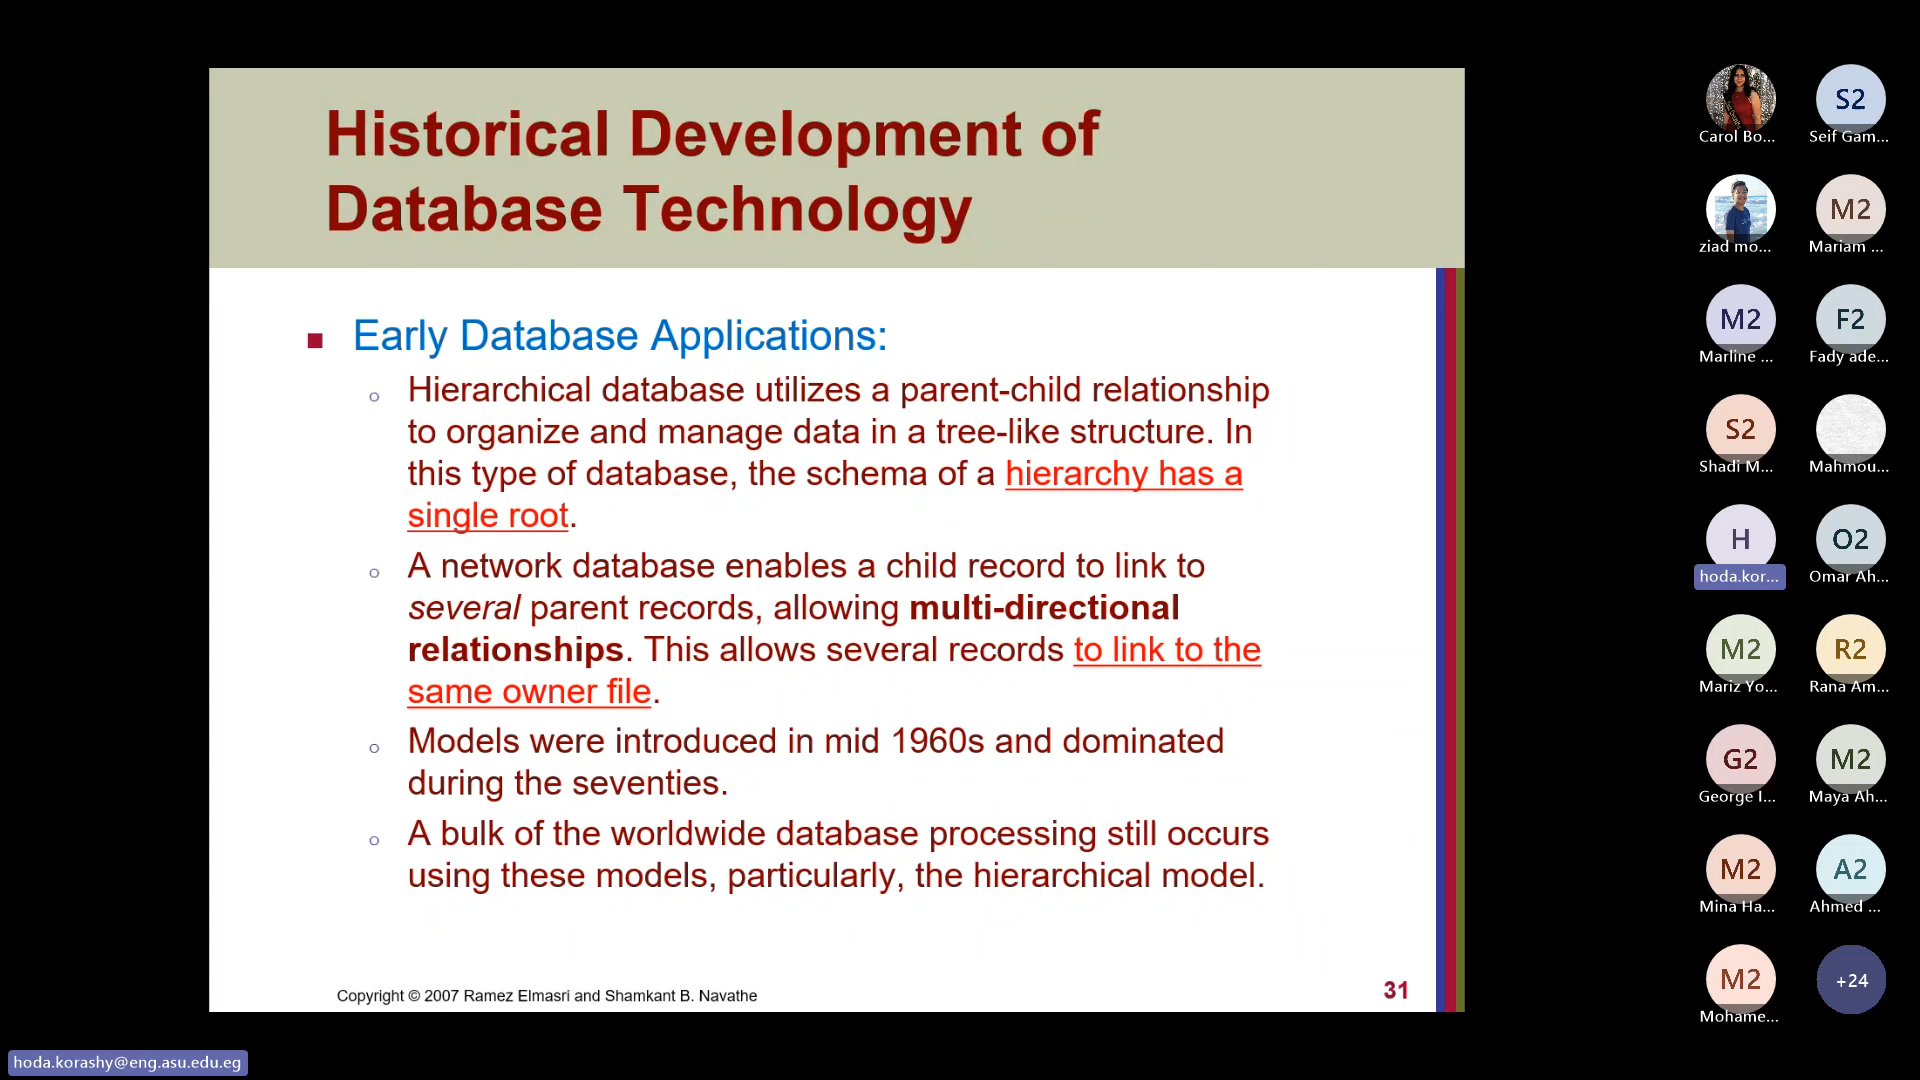 Historical Development of
Database Technology
Early Database Applications:
Hierarchical database utilizes a parent-child relationship
to organize and manage data in a tree-like structure. In
this type of database, the schema of a hierarchy has a
single root.
A network database enables a child record to link to
several parent records, allowing multi-directional
relationships. This allows several records to link to the
same owner file.
Models were introduced in mid 1960s and dominated
during the seventies.
A bulk of the worldwide database processing still occurs
using these models, particularly, the hierarchical model.
Copyright © 2007 Ramez Elmasri and Shamkant B. Navathe
31
Carol Bo...
S2
Seif Gam...
ziad mo...
M2
Mariam ...
M2
Marline ...
F2
Fady ade...
S2
Shadi M...
Mahmou...
H
hoda.kor...
O2
Omar Ah...
M2
Mariz Yo...
R2
Rana Am...
G2
George I...
M2
Maya Ah...
M2
Mina Ha...
A2
Ahmed ...
M2
Mohame...
+24
hoda.korashy@eng.asu.edu.eg